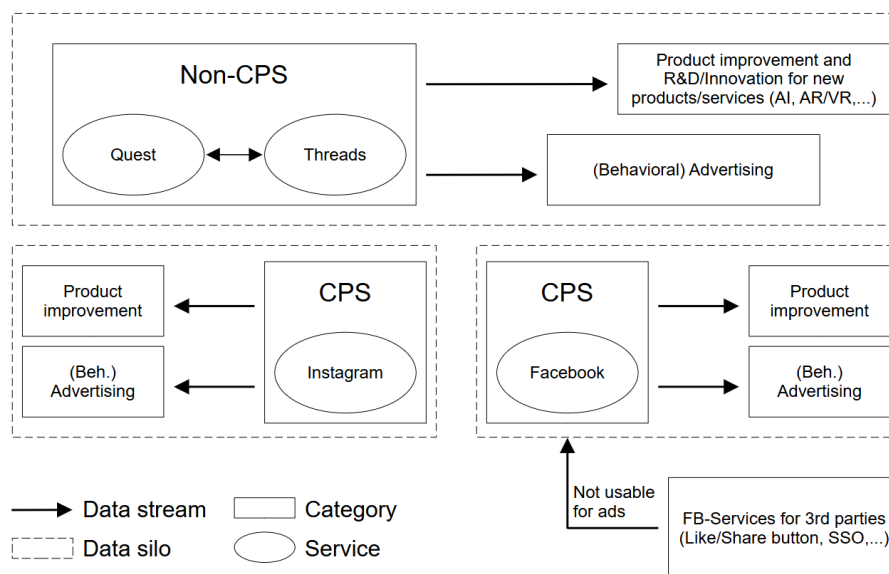 Non-CPS
Quest
Threads
Product improvement and
R&D/Innovation for new
products/services (AI, AR/VR,...)
(Behavioral) Advertising
Product
improvement
(Beh.)
Advertising
CPS
Instagram
CPS
Facebook
Product
improvement
(Beh.)
Advertising
Not usable
for ads
FB-Services for 3rd parties
(Like/Share button, SSO,...)
Data stream
Category
Data silo
Service